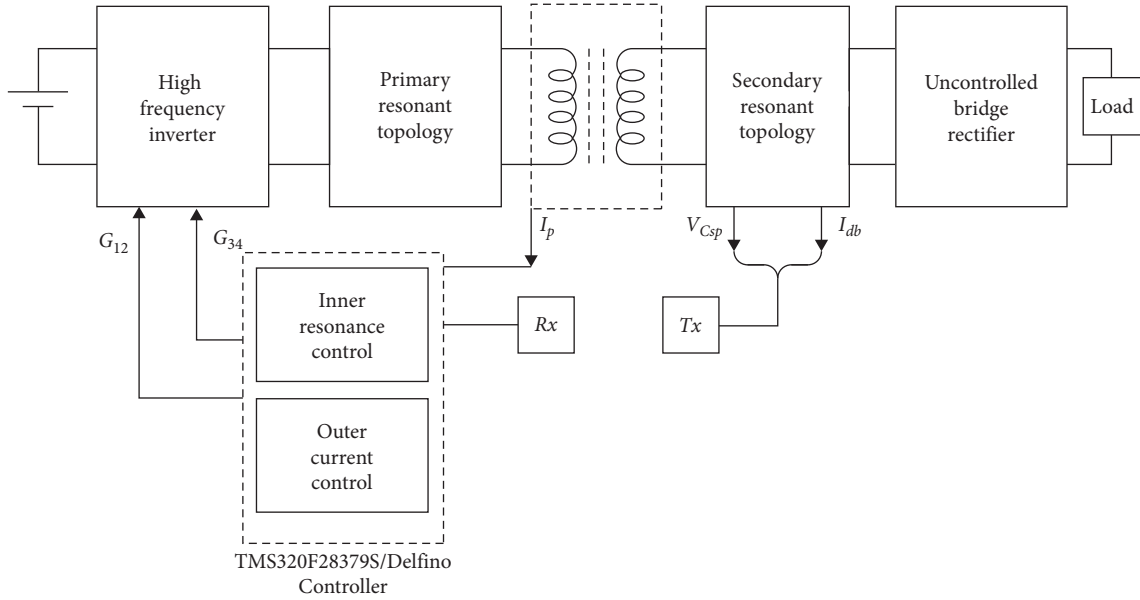 High
frequency
inverter
Primary
resonant
topology
Secondary
resonant
topology
Uncontrolled
bridge
rectifier
Load
G12
G34
Ip
VCsp
Idb
Inner
resonance
control
Rx
Tx
Outer
current
control
TMS320F28379S/Delfino
Controller